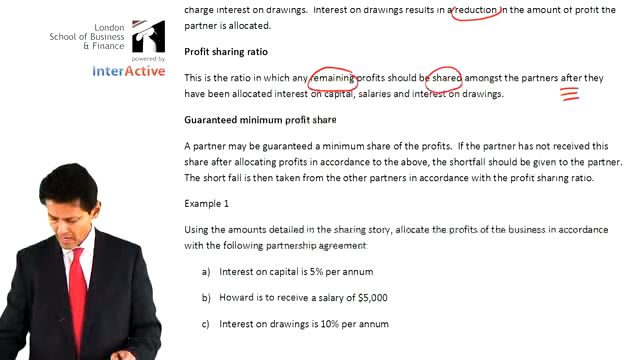 London
School of Business
& Finance
powered by
InterActive
charge interest on drawings. Interest on drawings results in a reduction in the amount of profit the
partner is allocated.
Profit sharing ratio
This is the ratio in which any remaining profits should be shared amongst the partners after they
have been allocated interest on capital, salaries and interest on drawings.
Guaranteed minimum profit share
A partner may be guaranteed a minimum share of the profits. If the partner has not received this
share after allocating profits in accordance to the above, the shortfall should be given to the partner.
The short fall is then taken from the other partners in accordance with the profit sharing ratio.
Example 1
Using the amounts detailed in the sharing story, allocate the profits of the business in accordance
with the following partnership agreement:
a) Interest on capital is 5% per annum
b) Howard is to receive a salary of $5,000
c) Interest on drawings is 10% per annum